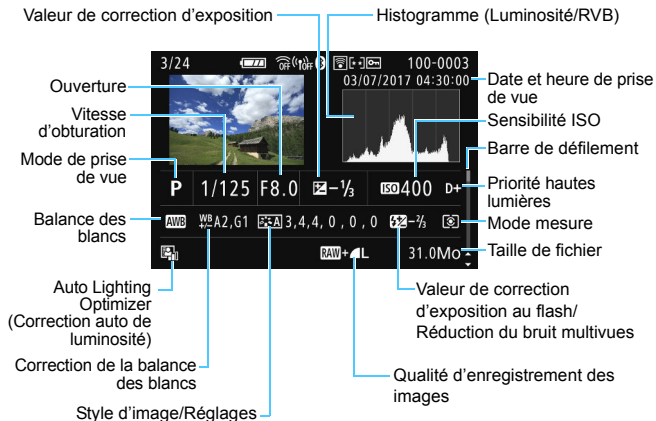 Valeur de correction d'exposition
Histogramme (Luminosité/RVB)
3/24
OFF
OFF
100-0003
03/07/2017 04:30:00
Date et heure de prise
de vue
Ouverture
Vitesse
d'obturation
Sensibilité ISO
Barre de défilement
Mode de prise
de vue
P
1/125
F8.0
-1/3
ISO 400
D+
Priorité hautes
lumières
Balance des
blancs
AWB
WB
+/- A2,G1
A 3,4,4, 0, 0, 0
-2/3
Mode mesure
RAW+ L
31.0Mo
Taille de fichier
Auto Lighting
Optimizer
(Correction auto de
luminosité)
Valeur de correction
d'exposition au flash/
Réduction du bruit multivues
Correction de la balance
des blancs
Qualité d'enregistrement des
images
Style d'image/Réglages